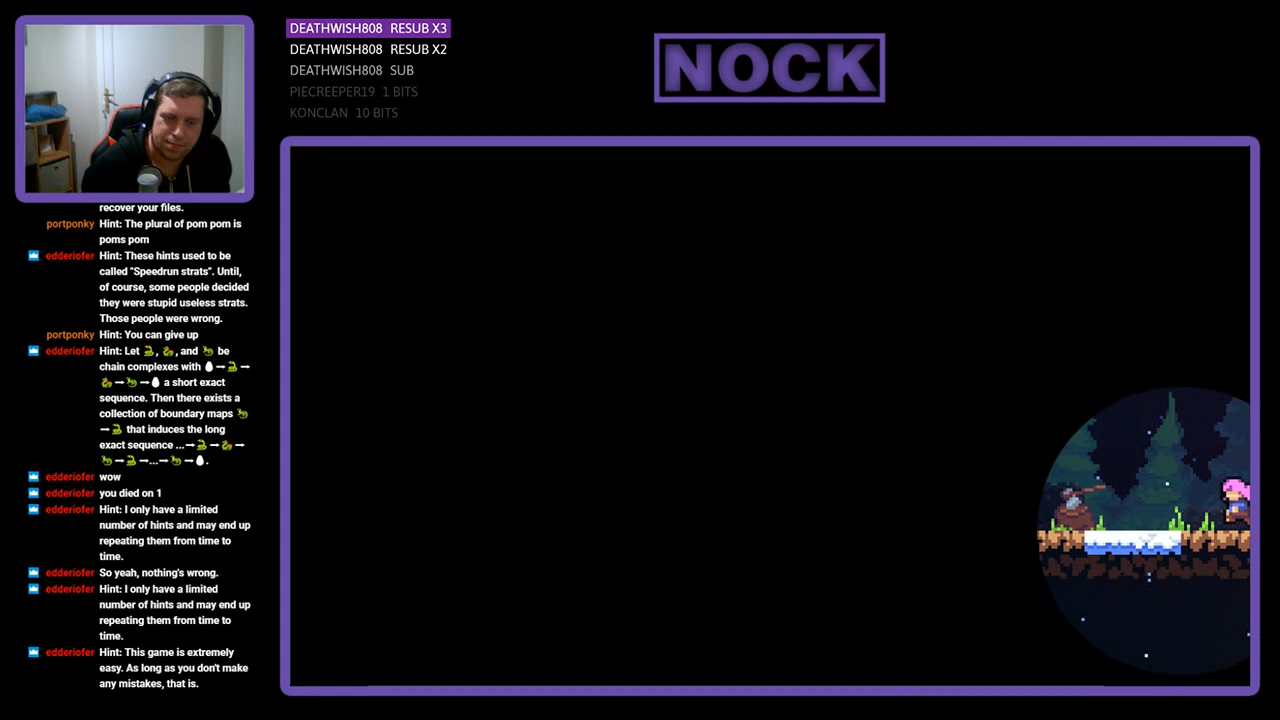 DEATHWISH808 RESUB X3
DEATHWISH808 RESUB X2
DEATHWISH808 SUB
PIECREEPER19 1 BITS
KONCLAN 10 BITS
NOCK
recover your files.
portponky Hint: The plural of pom pom is
poms pom
edderiofer Hint: These hints used to be
called "Speedrun strats". Until,
of course, some people decided
they were stupid useless strats.
Those people were wrong.
portponky Hint: You can give up
edderiofer Hint: Let 🐍, 🐉, and 🦎 be
chain complexes with 🥚→🐍→
🐉→🦎→🥚 a short exact
sequence. Then there exists a
collection of boundary maps 🦎
→🐍 that induces the long
exact sequence ...→🐍→🐉→
🦎→🐍→...→🦎→🥚.
edderiofer wow
edderiofer you died on 1
edderiofer Hint: I only have a limited
number of hints and may end up
repeating them from time to
time.
edderiofer So yeah, nothing's wrong.
edderiofer Hint: I only have a limited
number of hints and may end up
repeating them from time to
time.
edderiofer Hint: This game is extremely
easy. As long as you don't make
any mistakes, that is.